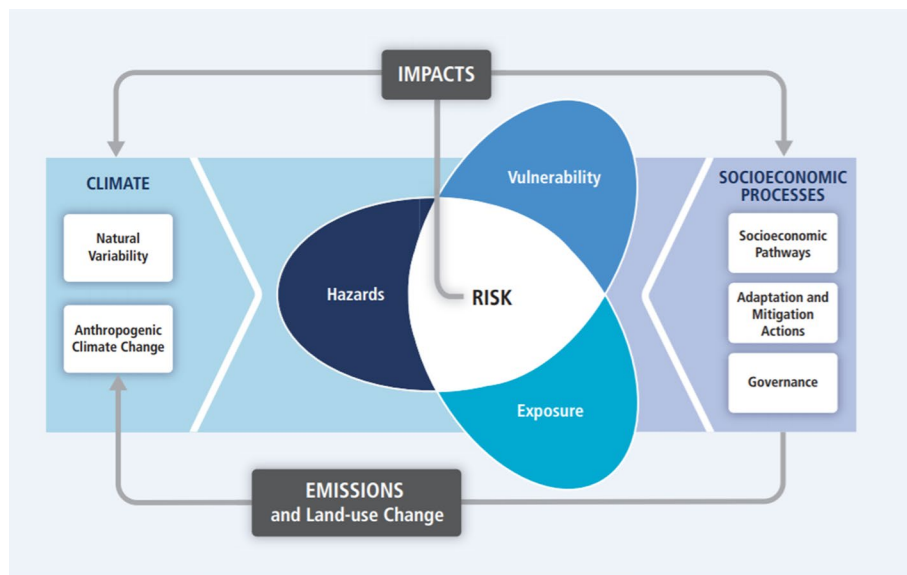 IMPACTS
CLIMATE
Natural
Variability
Anthropogenic
Climate Change
Vulnerability
Hazards
RISK
Exposure
SOCIOECONOMIC
PROCESSES
Socioeconomic
Pathways
Adaptation and
Mitigation
Actions
Governance
EMISSIONS
and Land-use Change